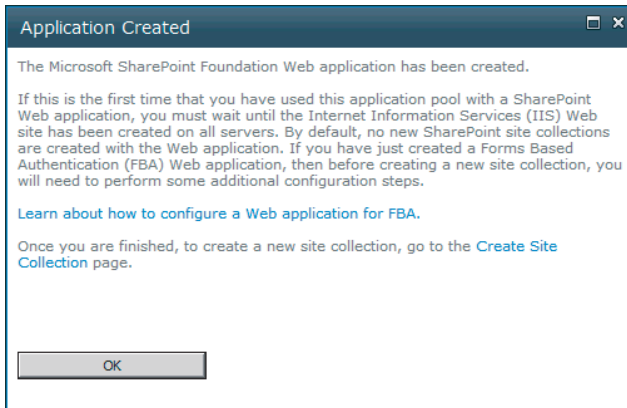 Application Created
The Microsoft SharePoint Foundation Web application has been created.
If this is the first time that you have used this application pool with a SharePoint
Web application, you must wait until the Internet Information Services (IIS) Web
site has been created on all servers. By default, no new SharePoint site collections
are created with the Web application. If you have just created a Forms Based
Authentication (FBA) Web application, then before creating a new site collection, you
will need to perform some additional configuration steps.
Learn about how to configure a Web application for FBA.
Once you are finished, to create a new site collection, go to the Create Site
Collection page.
OK